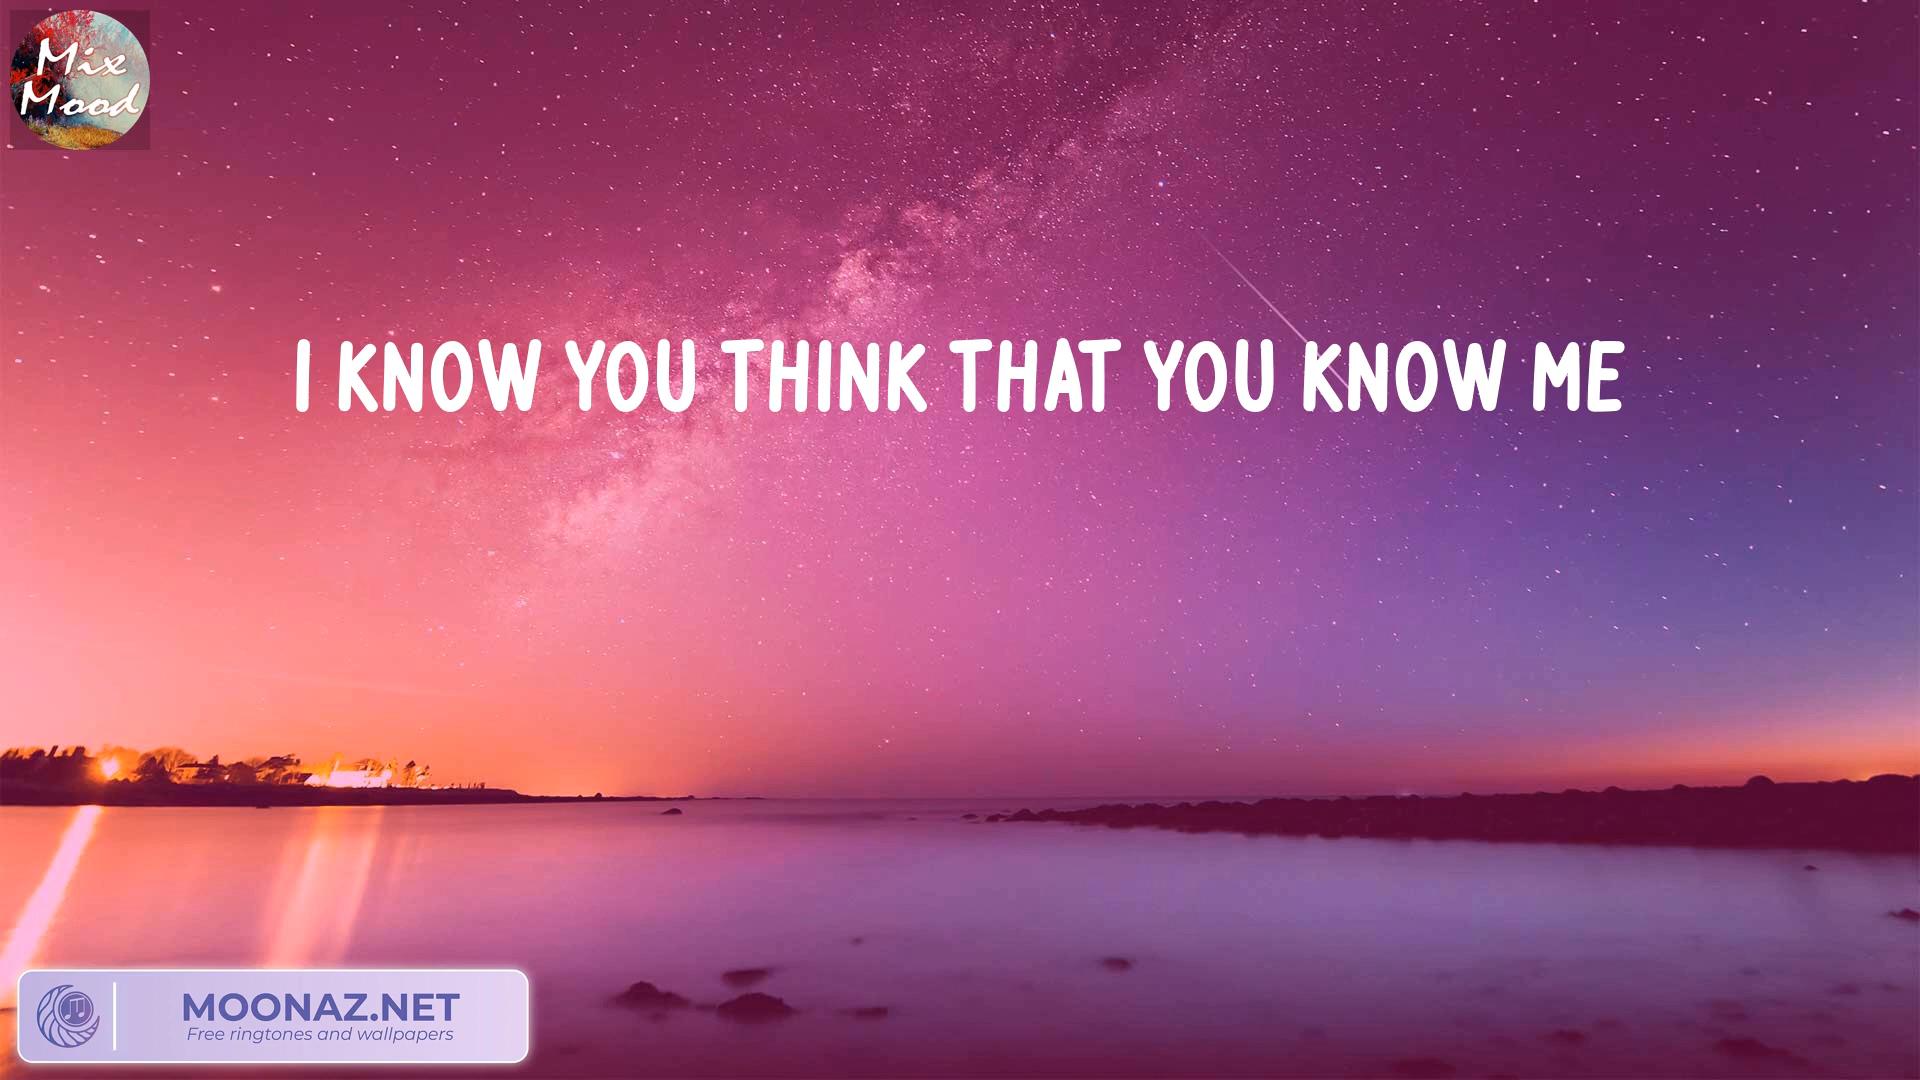 Mix
Mood
I KNOW YOU THINK THAT YOU KNOW ME
MOONAZ.NET
Free ringtones and wallpapers